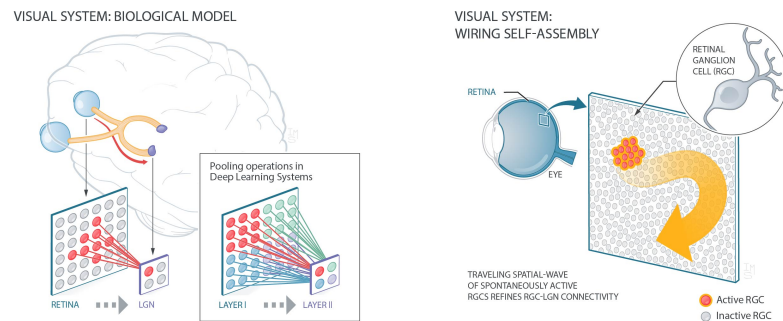 VISUAL SYSTEM: BIOLOGICAL MODEL
Pooling operations in
Deep Learning Systems
RETINA
LGN
LAYER I
LAYER II
VISUAL SYSTEM:
WIRING SELF-ASSEMBLY
RETINAL
GANGLION
CELL (RGC)
RETINA
EYE
TRAVELING SPATIAL-WAVE
OF SPONTANEOUSLY ACTIVE
RGCS REFINES RGC-LGN CONNECTIVITY
Active RGC
Inactive RGC